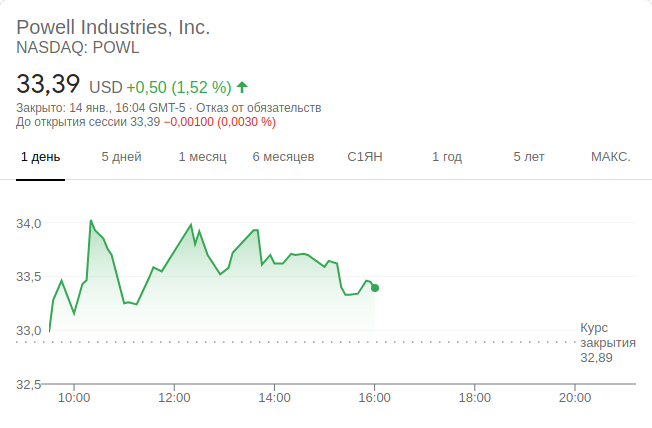 Powell Industries, Inc.
NASDAQ: POWL
33,39 USD +0,50 (1,52 %)
Закрыто: 14 янв., 16:04 GMT-5 · Отказ от обязательств
До открытия сессии 33,39 −0,00100 (0,0030 %)
1 день 5 дней 1 месяц 6 месяцев С1ЯН 1 год 5 лет МАКС.
34,0
33,5
33,0
Курс
закрытия
32,89
32,5
10:00 12:00 14:00 16:00 18:00 20:00